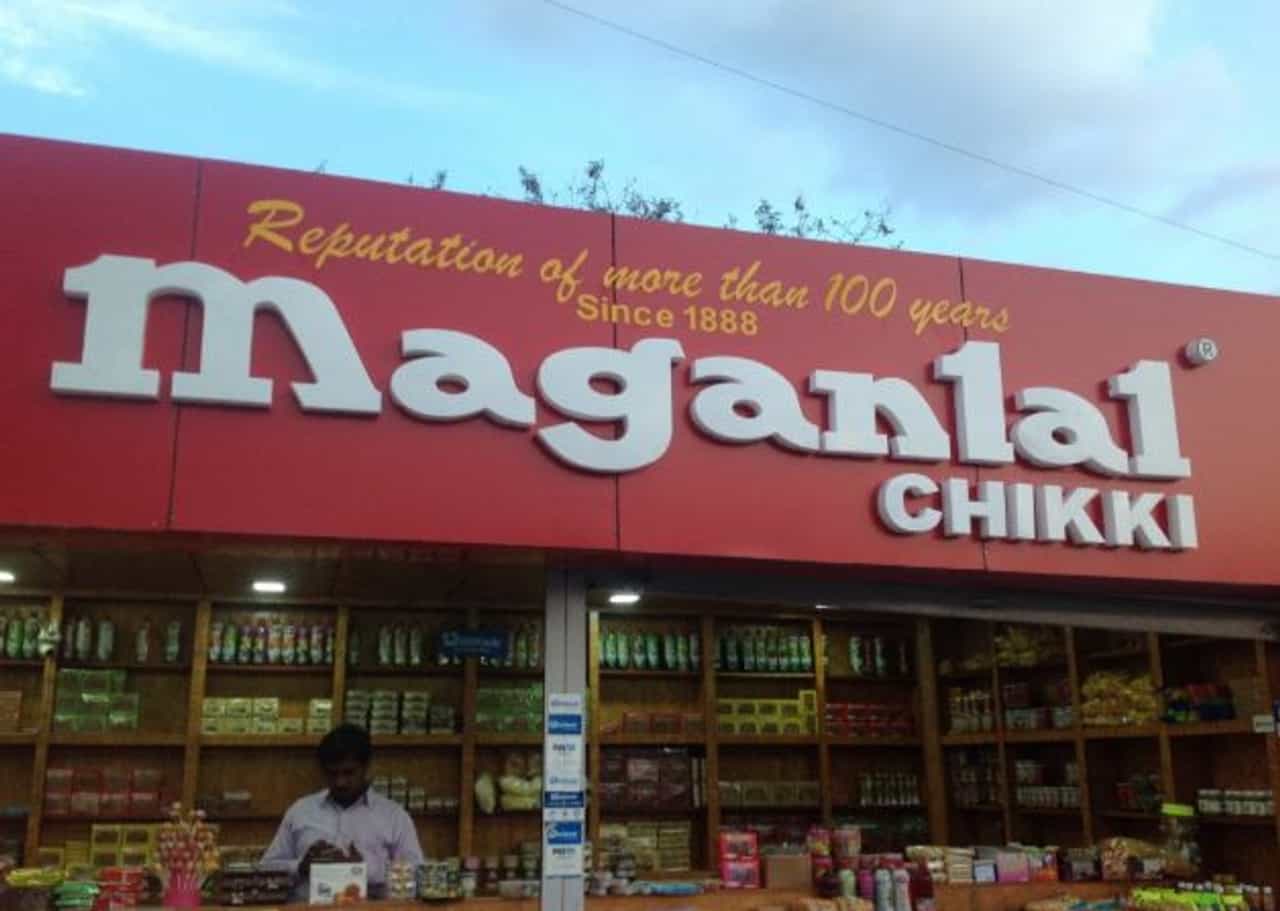 Reputation of more than 100 years
Since 1888
maganlal ®
CHIKKI